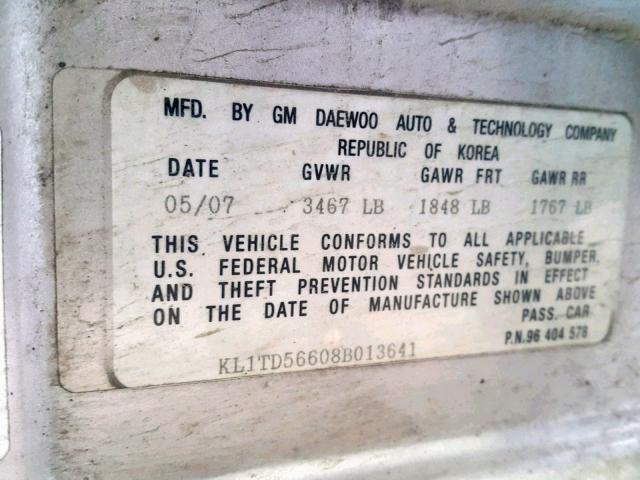 MFD. BY GM DAEWOO AUTO & TECHNOLOGY COMPANY
REPUBLIC OF KOREA
DATE GVWR GAWR FRT GAWR RR
05/07 3467 LB 1848 LB 1767 LB
THIS VEHICLE CONFORMS TO ALL APPLICABLE
U.S. FEDERAL MOTOR VEHICLE SAFETY, BUMPER,
AND THEFT PREVENTION STANDARDS IN EFFECT
ON THE DATE OF MANUFACTURE SHOWN ABOVE
PASS. CAR
P.N.96 404 578
KL1TD56608B013641